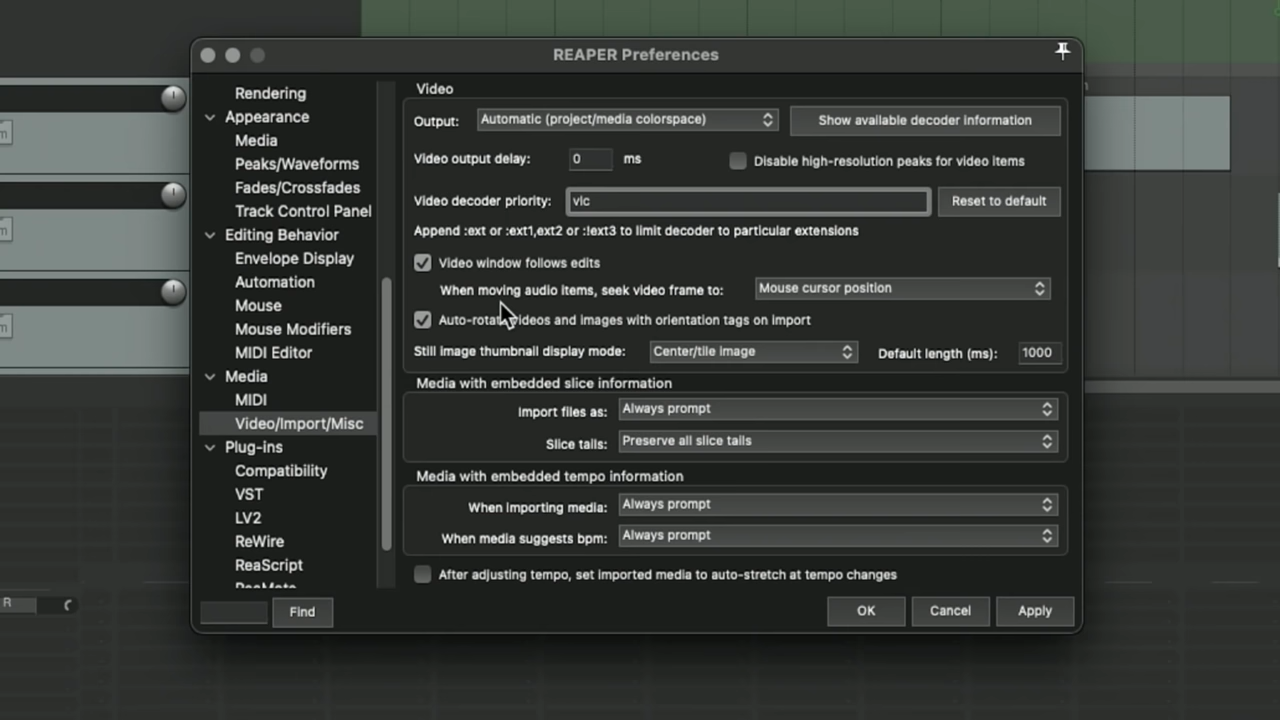 REAPER Preferences
Rendering
Appearance
Media
Peaks/Waveforms
Fades/Crossfades
Track Control Panel
Editing Behavior
Envelope Display
Automation
Mouse
Mouse Modifiers
MIDI Editor
Media
MIDI
Video/Import/Misc
Plug-ins
Compatibility
VST
LV2
ReWire
ReaScript
Find
Video
Output: Automatic (project/media colorspace) Show available decoder information
Video output delay: 0 ms Disable high-resolution peaks for video items
Video decoder priority: vlc Reset to default
Append :ext or :ext1,ext2 or :!ext3 to limit decoder to particular extensions
Video window follows edits
When moving audio items, seek video frame to: Mouse cursor position
Auto-rotate videos and images with orientation tags on import
Still image thumbnail display mode: Center/tile image Default length (ms): 1000
Media with embedded slice information
Import files as: Always prompt
Slice tails: Preserve all slice tails
Media with embedded tempo information
When importing media: Always prompt
When media suggests bpm: Always prompt
After adjusting tempo, set imported media to auto-stretch at tempo changes
OK Cancel Apply
R